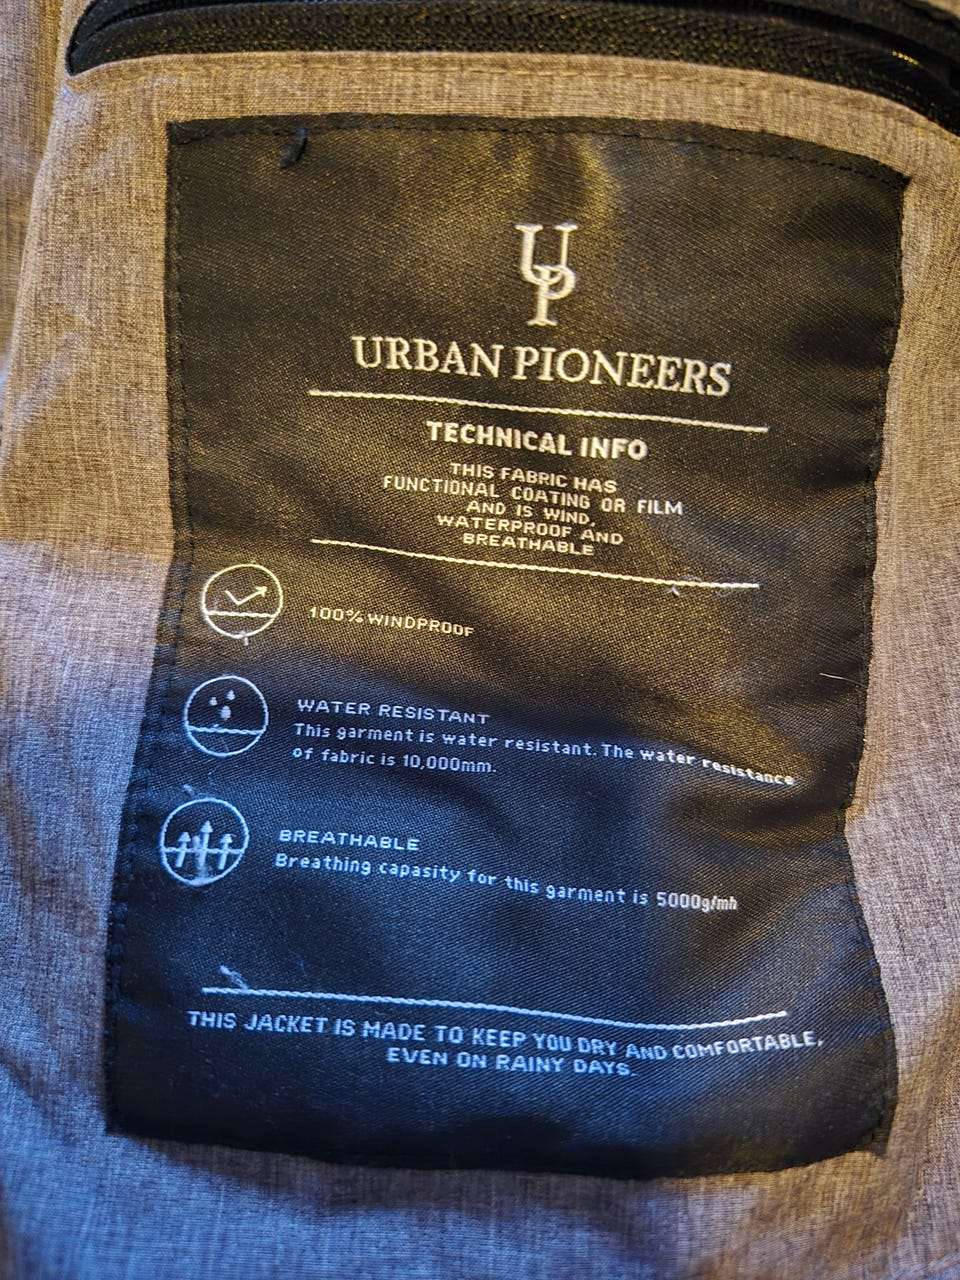 UP
URBAN PIONEERS
TECHNICAL INFO
THIS FABRIC HAS
FUNCTIONAL COATING OR FILM
AND IS WIND,
WATERPROOF AND
BREATHABLE
100% WINDPROOF
WATER RESISTANT
This garment is water resistant. The water resistance
of fabric is 10,000mm.
BREATHABLE
Breathing capacity for this garment is 5000g/mh
THIS JACKET IS MADE TO KEEP YOU DRY AND COMFORTABLE,
EVEN ON RAINY DAYS.